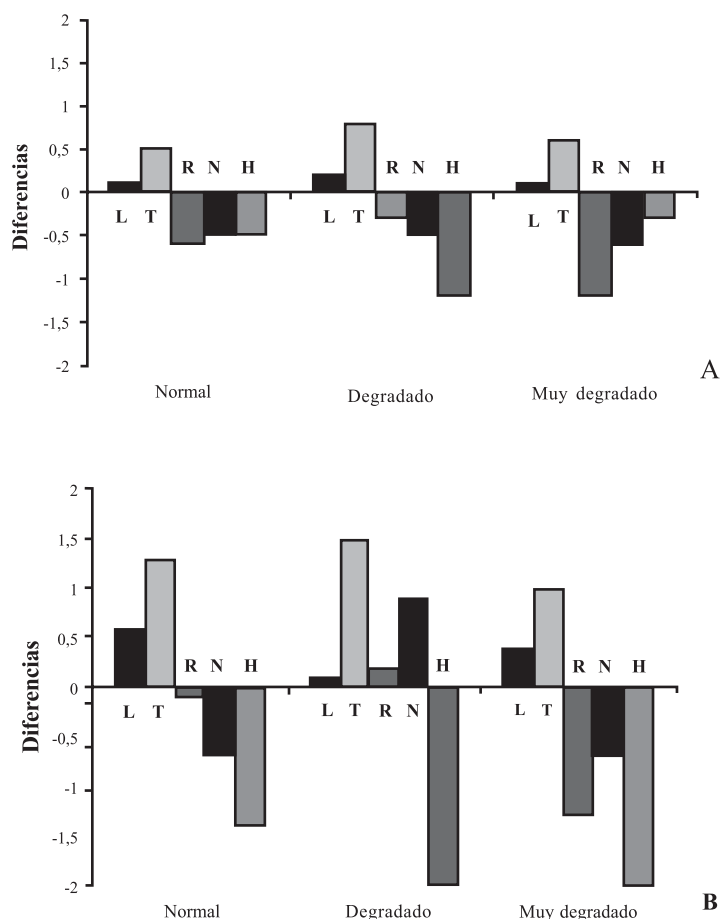 2
1,5
1
0,5
0
-0,5
-1
-1,5
-2
Diferencias
R N H R N H R N H
L T L T L T
A
Normal Degradado Muy degradado
2
1,5
1
0,5
0
-0,5
-1
-1,5
-2
Diferencias
R N H H R N H
L T L T R N L T
Normal Degradado Muy degradado B